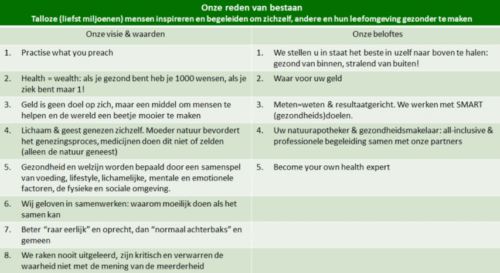 Onze reden van bestaan
Talloze (liefst miljoenen) mensen inspireren en begeleiden om zichzelf, andere en hun leefomgeving gezonder te maken
Onze visie & waarden
1. Practise what you preach
2. Health = wealth: als je gezond bent heb je 1000 wensen, als je
ziek bent maar 1!
3. Geld is geen doel op zich, maar een middel om mensen te
helpen en de wereld een beetje mooier te maken
4. Lichaam & geest genezen zichzelf. Moeder natuur bevordert
het genezingsproces, medicijnen doen dit niet of zelden
(alleen de natuur geneest)
5. Gezondheid en welzijn worden bepaald door een samenspel
van voeding, lifestyle, lichamelijke, mentale en emotionele
factoren, de fysieke en sociale omgeving.
6. Wij geloven in samenwerken: waarom moeilijk doen als het
samen kan
7. Beter “raar eerlijk” en oprecht, dan “normaal achterbaks” en
gemeen
8. We raken nooit uitgeleerd, zijn kritisch en verwarren de
waarheid niet met de mening van de meerderheid
Onze beloftes
1. We stellen u in staat het beste in uzelf naar boven te halen:
gezond van binnen, stralend van buiten!
2. Waar voor uw geld
3. Meten=weten & resultaatgericht. We werken met SMART
(gezondheids)doelen.
4. Uw natuurapotheker & gezondheidsmakelaar: all-inclusive &
professionele begeleiding samen met onze partners
5. Become your own health expert